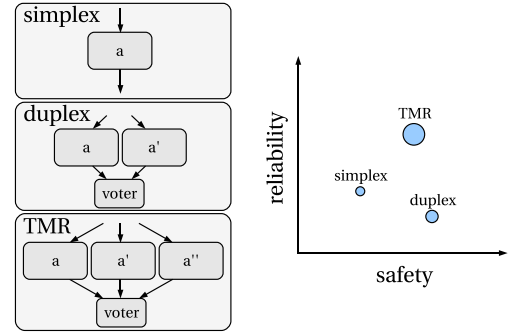 simplex
a
duplex
a a'
voter
TMR
a a' a''
voter
reliability
TMR
simplex
duplex
safety